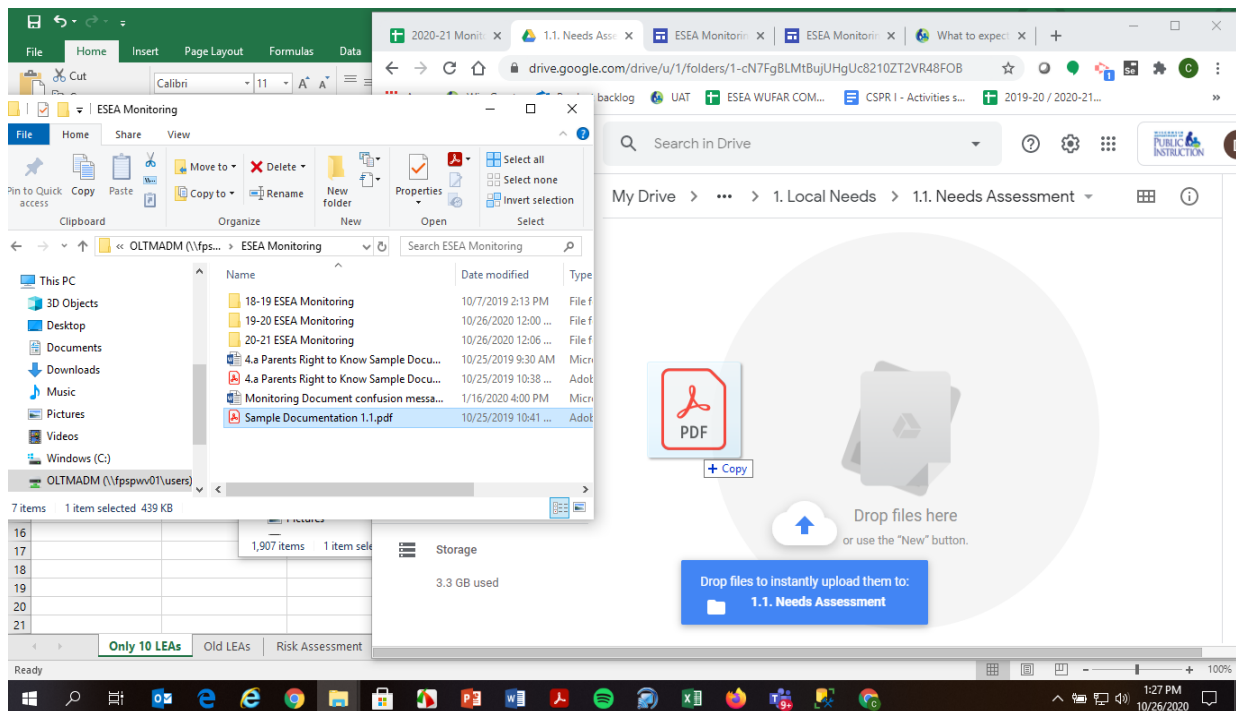 File Home Insert Page Layout Formulas Data
Cut
Calibri 11
2020-21 Monit
1.1. Needs Asse
ESEA Monitorin
ESEA Monitorin
What to expect
drive.google.com/drive/u/1/folders/1-cN7FgBLMtBujUHgUc8210ZT2VR48FOB
backlog UAT ESEA WUFAR COM... CSPR I - Activities s... 2019-20 / 2020-21...
ESEA Monitoring
File Home Share View
Pin to Quick access
Copy
Paste
Move to
Copy to
Delete
Rename
New folder
Properties
Select all
Select none
Invert selection
Clipboard Organize New Open Select
« OLTMADM (\\fps... > ESEA Monitoring
Search ESEA Monitoring
This PC
3D Objects
Desktop
Documents
Downloads
Music
Pictures
Videos
Windows (C:)
OLTMADM (\\fpspwv01\users)
Name Date modified Type
18-19 ESEA Monitoring 10/7/2019 2:13 PM File f
19-20 ESEA Monitoring 10/26/2020 12:00 ... File f
20-21 ESEA Monitoring 10/26/2020 12:06 ... File f
4.a Parents Right to Know Sample Docu... 10/25/2019 9:30 AM Micr
4.a Parents Right to Know Sample Docu... 10/25/2019 10:38 ... Adob
Monitoring Document confusion messa... 1/16/2020 4:00 PM Micr
Sample Documentation 1.1.pdf 10/25/2019 10:41 ... Adob
7 items 1 item selected 439 KB
1,907 items 1 item sele
Search in Drive
PUBLIC
INSTRUCTION
My Drive > ... > 1. Local Needs > 1.1. Needs Assessment
PDF
+ Copy
Drop files here
or use the “New” button.
Drop files to instantly upload them to:
1.1. Needs Assessment
Storage
3.3 GB used
16
17
18
19
20
21
Only 10 LEAs Old LEAs Risk Assessment
Ready
100%
1:27 PM
10/26/2020